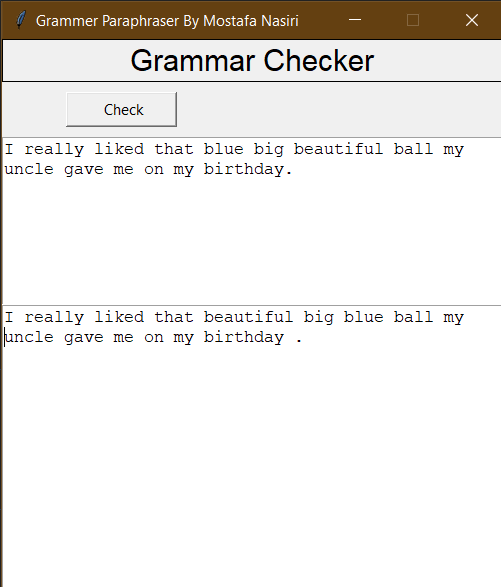 Grammer Paraphraser By Mostafa Nasiri
Grammar Checker
Check
I really liked that blue big beautiful ball my
uncle gave me on my birthday.
I really liked that beautiful big blue ball my
uncle gave me on my birthday .